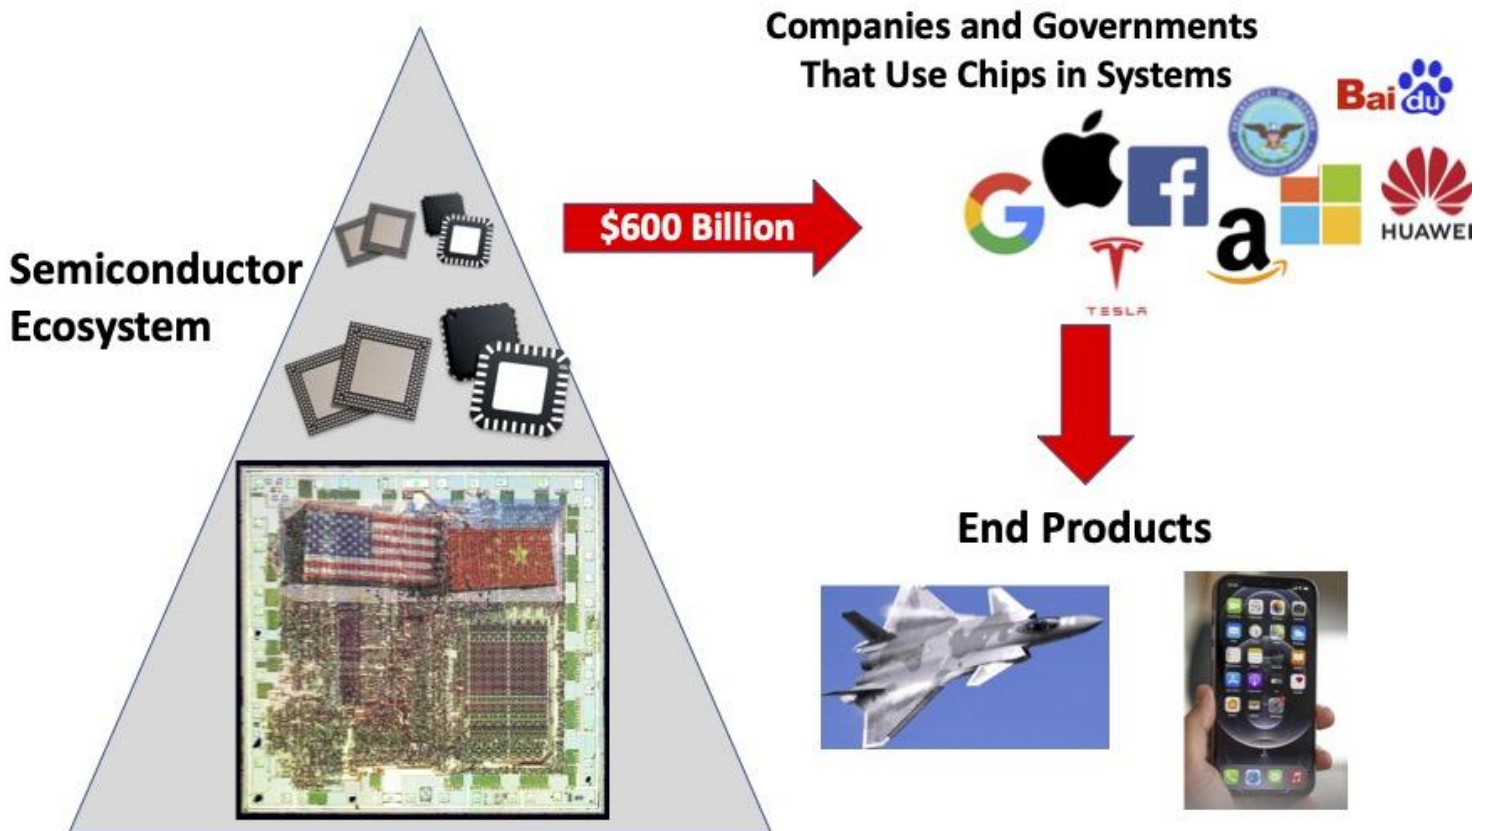 Companies and Governments
That Use Chips in Systems
Baidu
$600 Billion
HUAWEI
TESLA
Semiconductor
Ecosystem
End Products